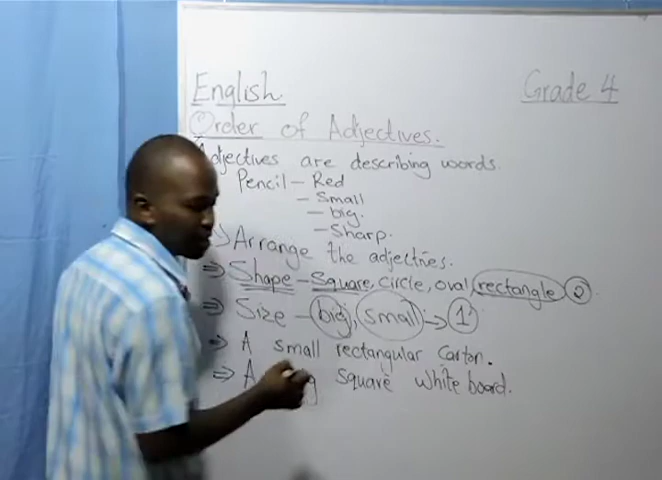 English Grade 4
Order of Adjectives.
Adjectives are describing words.
Pencil - Red
- Small
- big.
- Sharp.
Arrange the adjectives.
⇒ Shape - Square, circle, oval, rectangle 2
⇒ Size - big, small → 1
⇒ A small rectangular Carton.
⇒ A square white board.